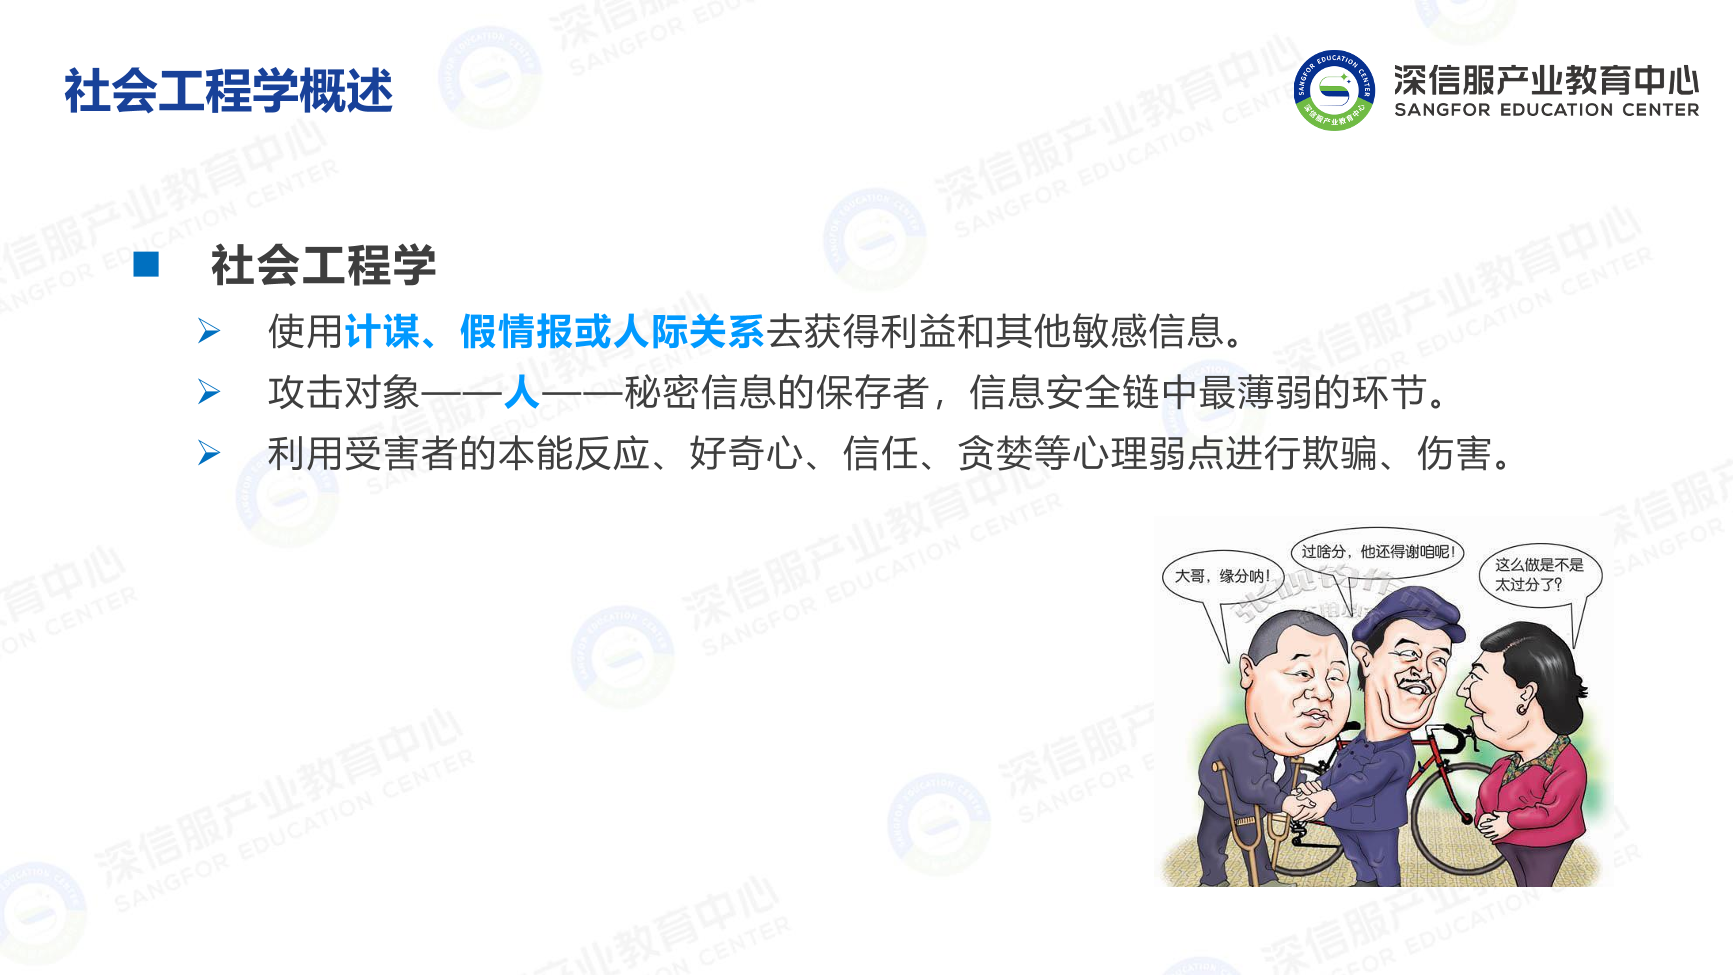 社会工程学概述
深信服产业教育中心
SANGFOR EDUCATION CENTER
社会工程学
使用计谋、假情报或人际关系去获得利益和其他敏感信息。
攻击对象——人——秘密信息的保存者，信息安全链中最薄弱的环节。
利用受害者的本能反应、好奇心、信任、贪婪等心理弱点进行欺骗、伤害。
大哥，缘分呐！
过啥分，他还得谢咱呢！
这么做是不是
太过分了？